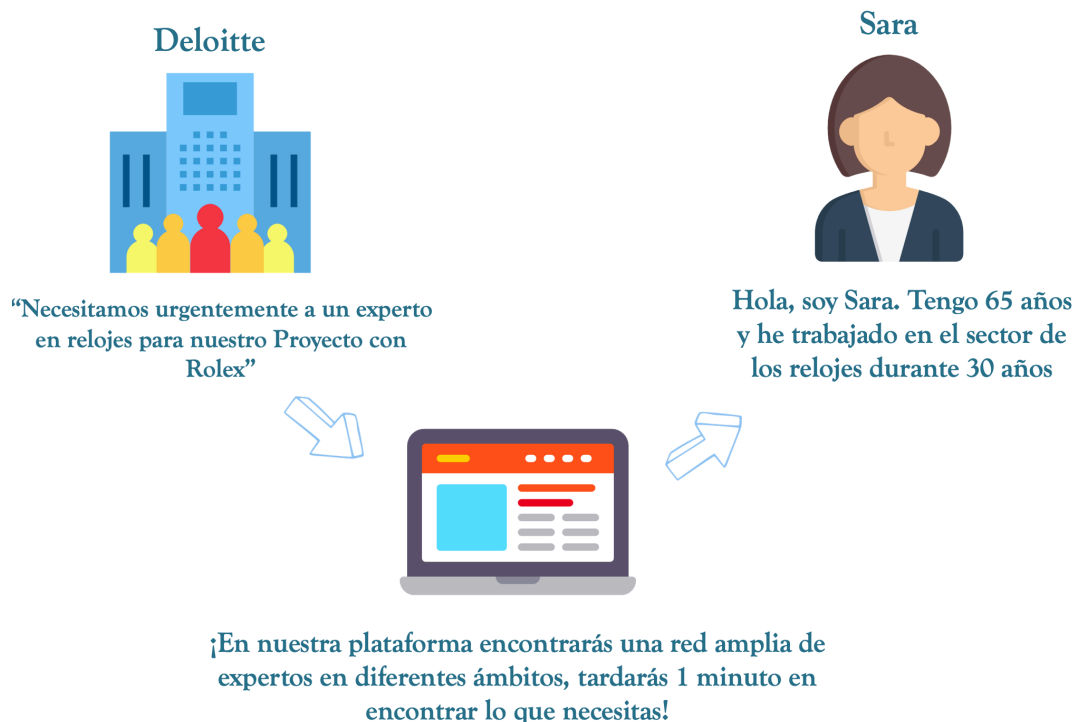 Deloitte
Sara
“Necesitamos urgentemente a un experto
en relojes para nuestro Proyecto con
Rolex”
Hola, soy Sara. Tengo 65 años
y he trabajado en el sector de
los relojes durante 30 años
¡En nuestra plataforma encontrarás una red amplia de
expertos en diferentes ámbitos, tardarás 1 minuto en
encontrar lo que necesitas!